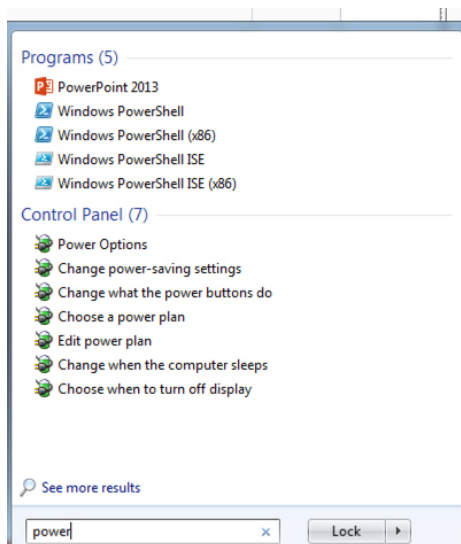 Programs (5)
PowerPoint 2013
Windows PowerShell
Windows PowerShell (x86)
Windows PowerShell ISE
Windows PowerShell ISE (x86)
Control Panel (7)
Power Options
Change power-saving settings
Change what the power buttons do
Choose a power plan
Edit power plan
Change when the computer sleeps
Choose when to turn off display
See more results
power
Lock